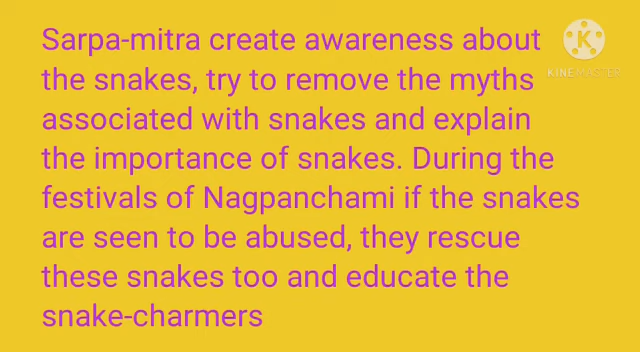 Sarpa-mitra create awareness about
the snakes, try to remove the myths
associated with snakes and explain
the importance of snakes. During the
festivals of Nagpanchami if the snakes
are seen to be abused, they rescue
these snakes too and educate the
snake-charmers
K
KINEMASTER